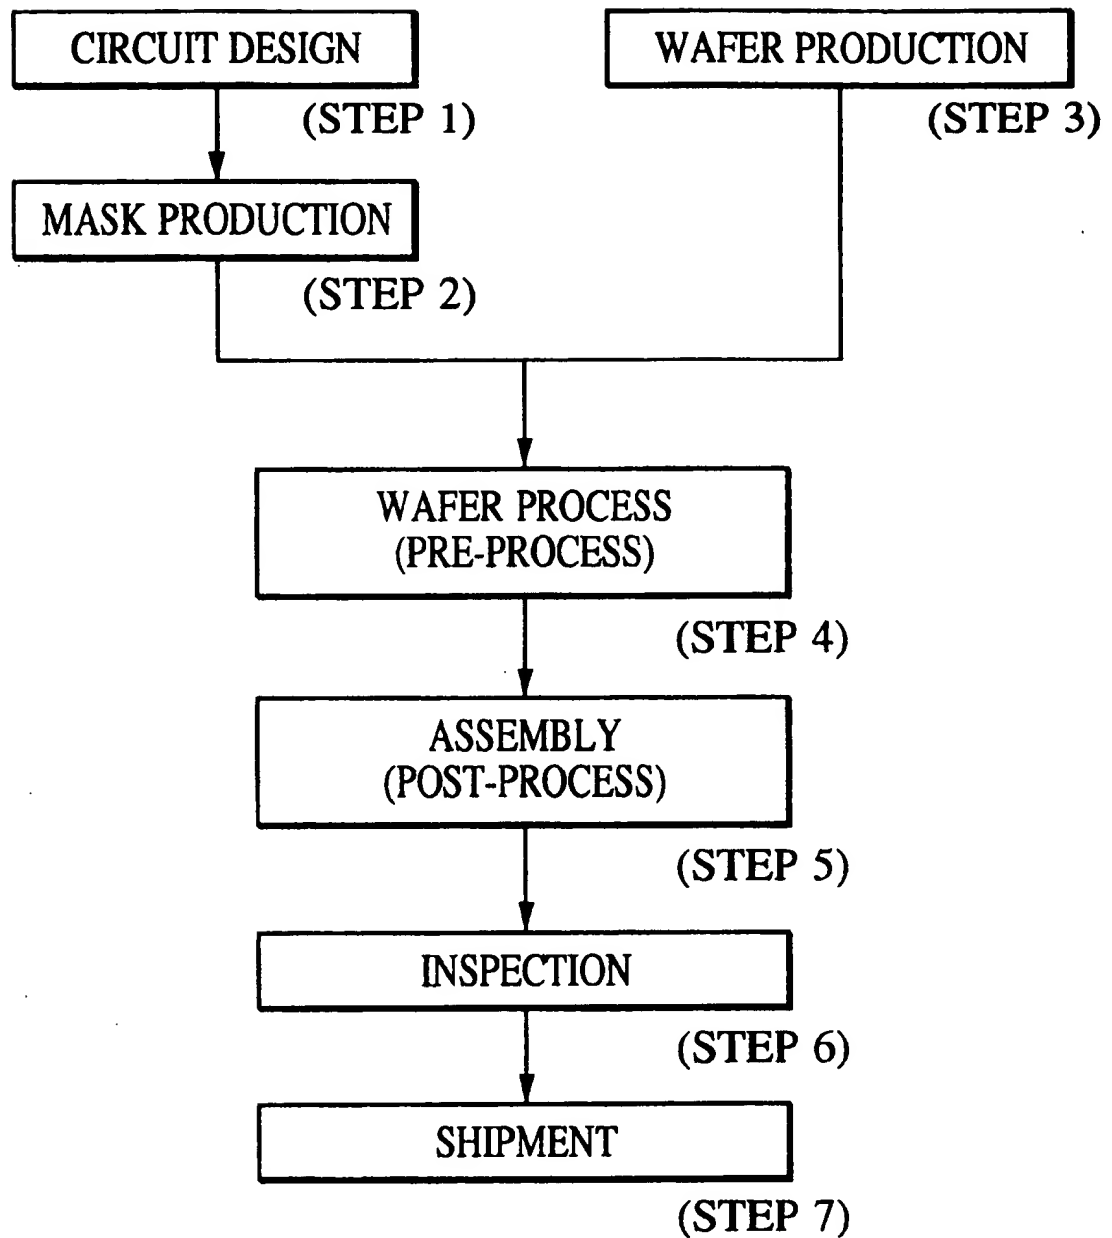 CIRCUIT DESIGN
(STEP 1)
MASK PRODUCTION
(STEP 2)
WAFER PRODUCTION
(STEP 3)
WAFER PROCESS
(PRE-PROCESS)
(STEP 4)
ASSEMBLY
(POST-PROCESS)
(STEP 5)
INSPECTION
(STEP 6)
SHIPMENT
(STEP 7)